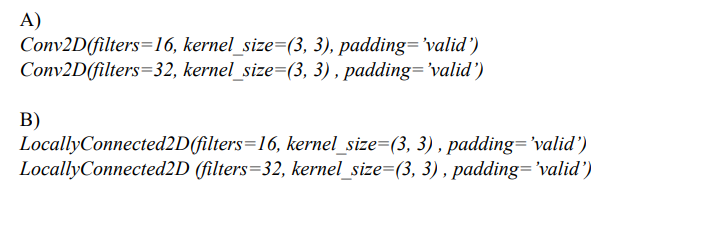 A)
Conv2D(filters=16, kernel_size=(3, 3), padding=’valid’)
Conv2D(filters=32, kernel_size=(3, 3) , padding=’valid’)
B)
LocallyConnected2D(filters=16, kernel_size=(3, 3) , padding=’valid’)
LocallyConnected2D (filters=32, kernel_size=(3, 3) , padding=’valid’)